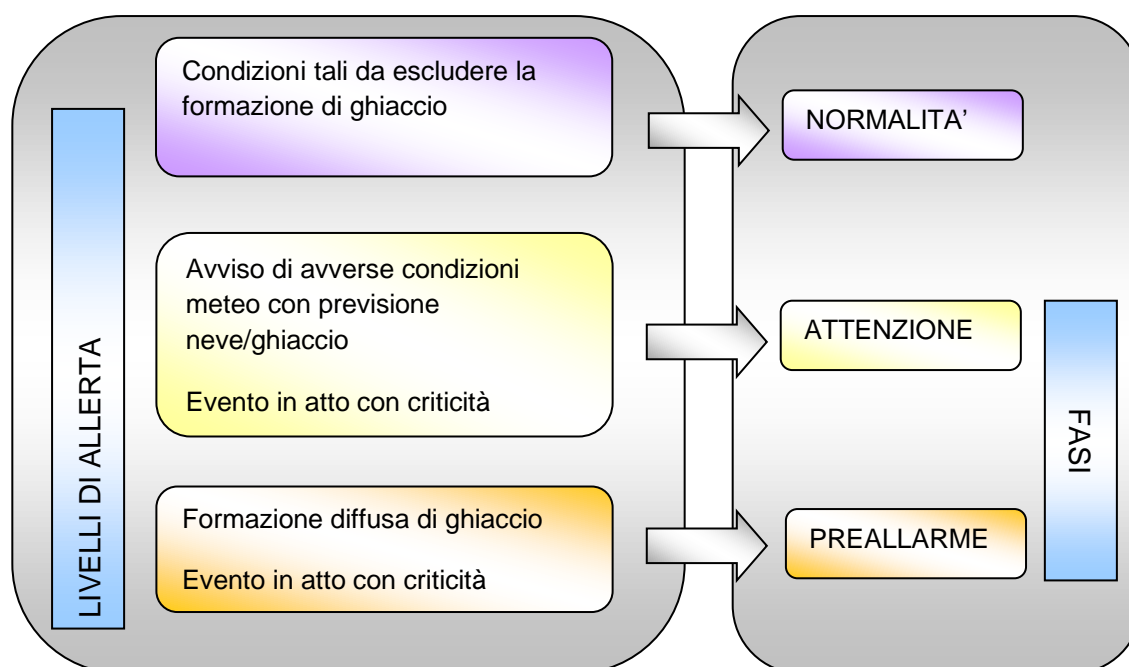 LIVELLI DI ALLERTA
Condizioni tali da escludere la
formazione di ghiaccio
NORMALITA’
Avviso di avverse condizioni
meteo con previsione
neve/ghiaccio
Evento in atto con criticità
ATTENZIONE
Formazione diffusa di ghiaccio
Evento in atto con criticità
PREALLARME
FASI